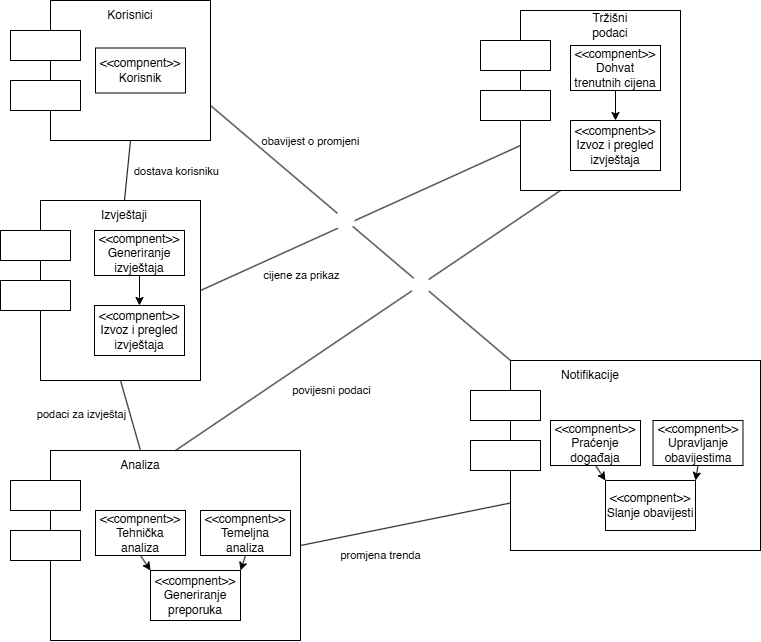 Korisnici
<<compnent>>
Korisnik
Tržišni
podaci
<<compnent>>
Dohvat
trenutnih cijena
<<compnent>>
Izvoz i pregled
izvještaja
obavijest o promjeni
dostava korisniku
Izvještaji
<<compnent>>
Generiranje
izvještaja
<<compnent>>
Izvoz i pregled
izvještaja
cijene za prikaz
povijesni podaci
podaci za izvještaj
Notifikacije
<<compnent>>
Praćenje
događaja
<<compnent>>
Upravljanje
obavijestima
<<compnent>>
Slanje obavijesti
Analiza
<<compnent>>
Tehnička
analiza
<<compnent>>
Temeljna
analiza
<<compnent>>
Generiranje
preporuka
promjena trenda